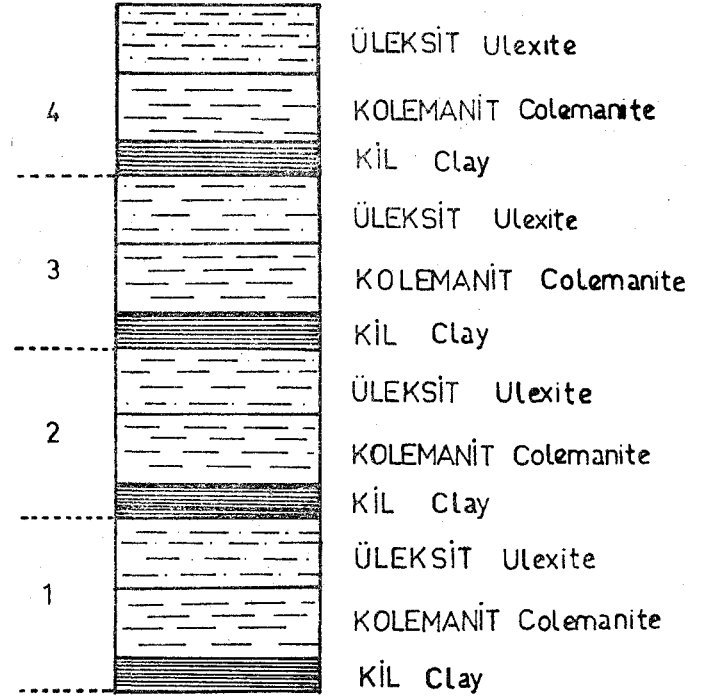 ÜLEKSİT Ulexite
4
KOLEMANİT Colemanite
KİL Clay
ÜLEKSİT Ulexite
3
KOLEMANİT Colemanite
KİL Clay
ÜLEKSİT Ulexite
2
KOLEMANİT Colemanite
KİL Clay
ÜLEKSİT Ulexite
1
KOLEMANİT Colemanite
KİL Clay